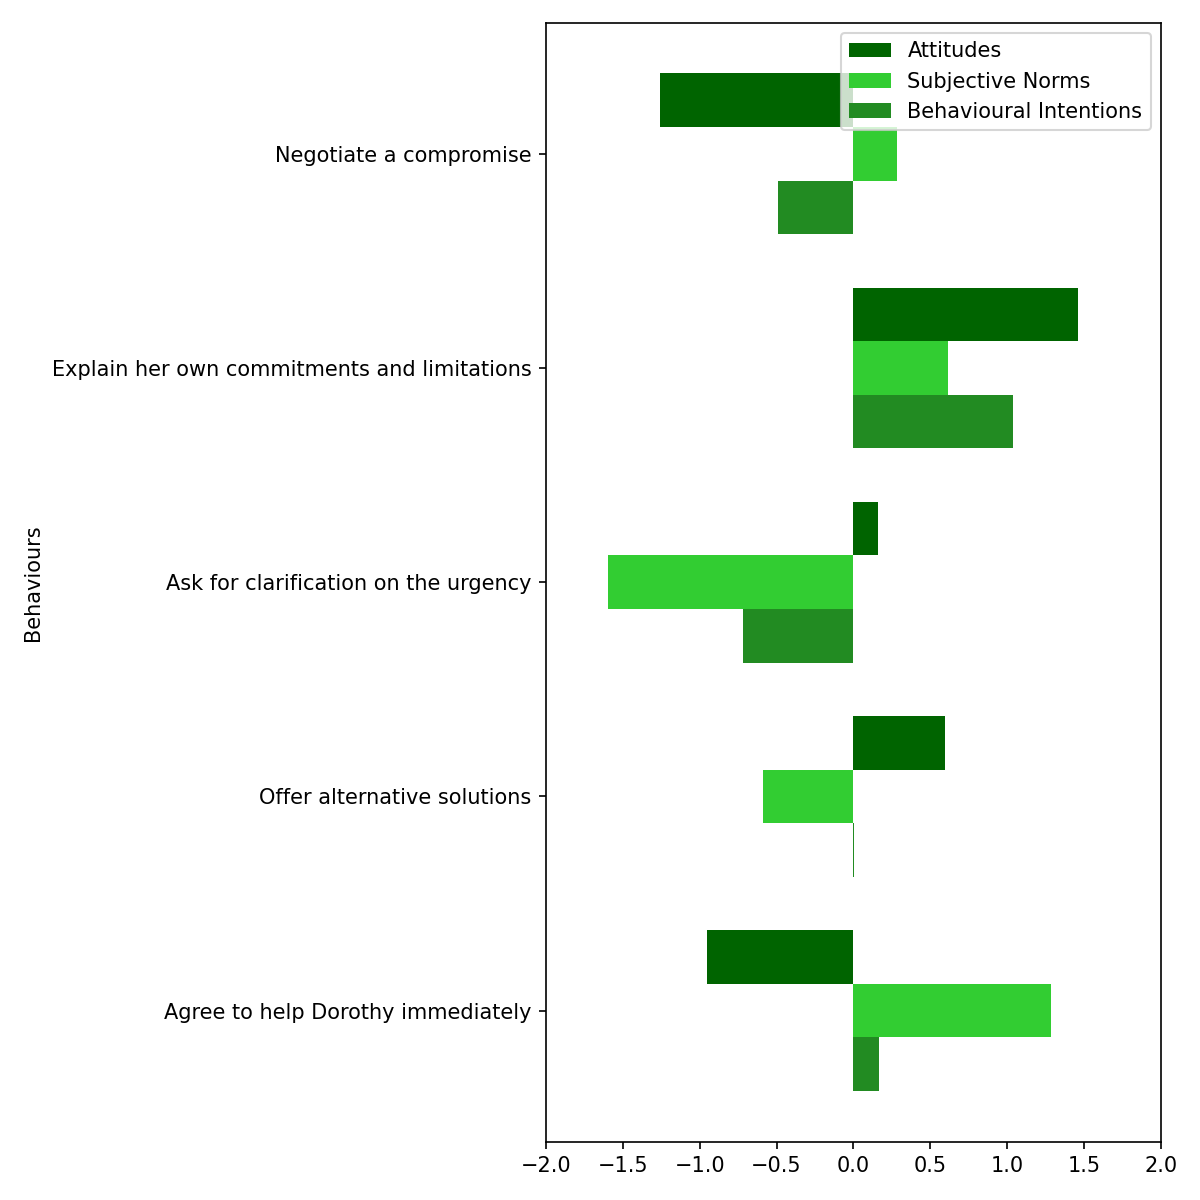 Attitudes
Subjective Norms
Behavioural Intentions
Negotiate a compromise
Explain her own commitments and limitations
Ask for clarification on the urgency
Offer alternative solutions
Agree to help Dorothy immediately
Behaviours
−2.0 −1.5 −1.0 −0.5 0.0 0.5 1.0 1.5 2.0